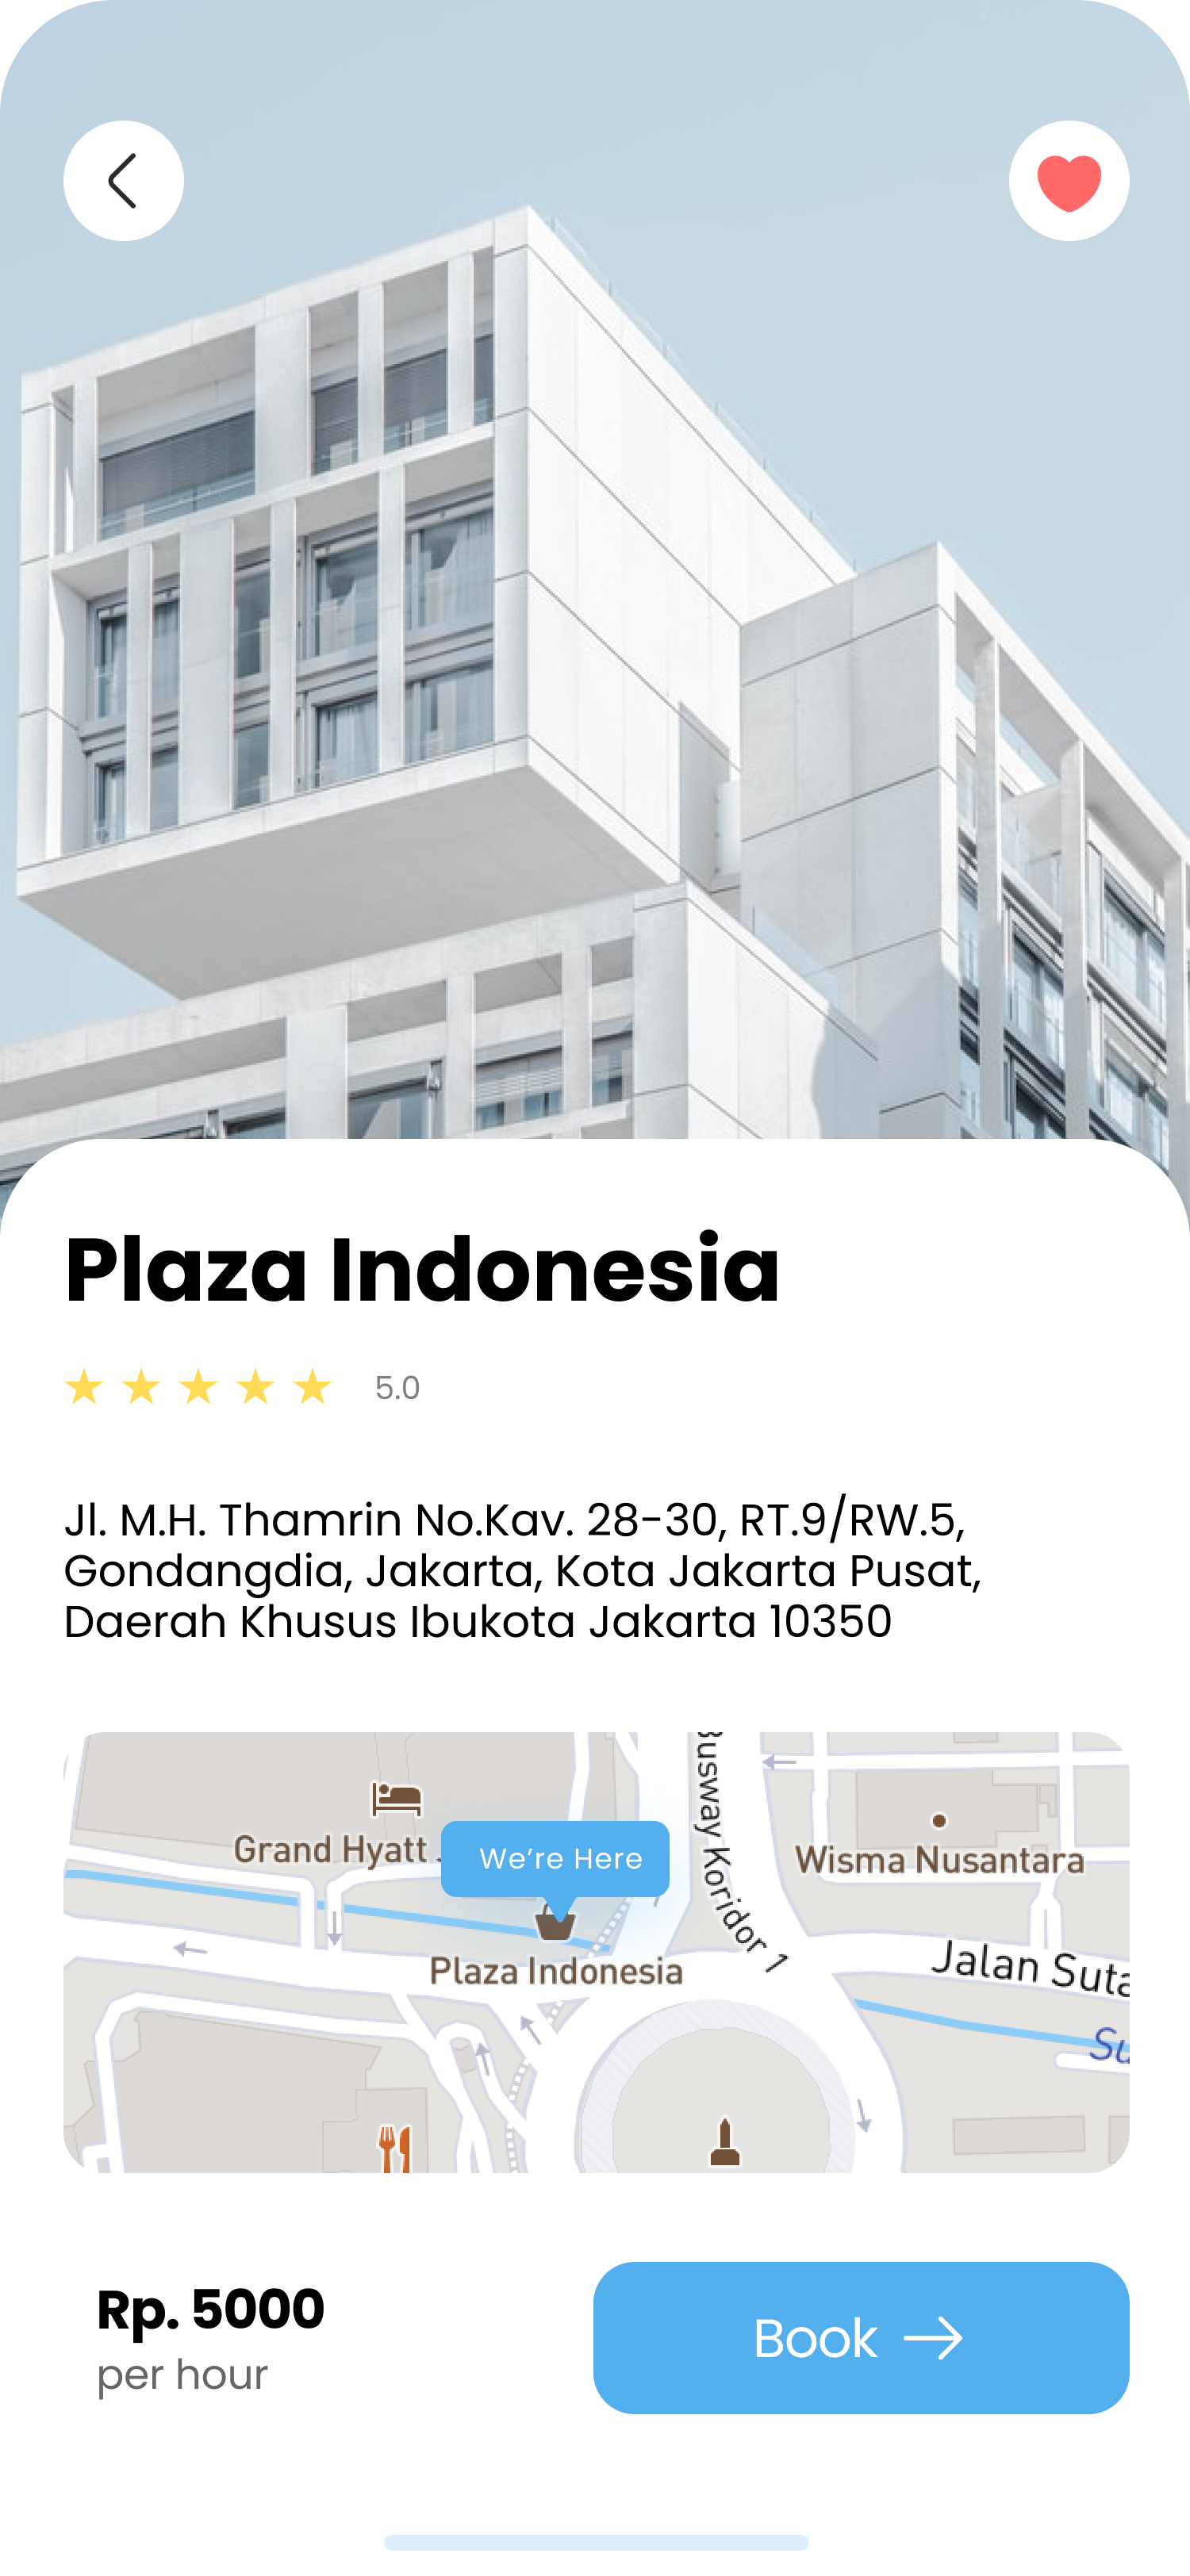 Plaza Indonesia
5.0
Jl. M.H. Thamrin No.Kav. 28-30, RT.9/RW.5,
Gondangdia, Jakarta, Kota Jakarta Pusat,
Daerah Khusus Ibukota Jakarta 10350
Busway Koridor 1
Grand Hyatt
We’re Here
Wisma Nusantara
Plaza Indonesia
Jalan Suta
Su
Rp. 5000
per hour
Book